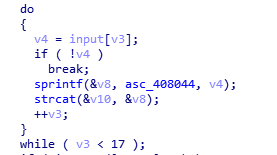 do
{
v4 = input[v3];
if ( !v4 )
break;
sprintf(&v8, asc_408044, v4);
strcat(&v10, &v8);
++v3;
}
while ( v3 < 17 );